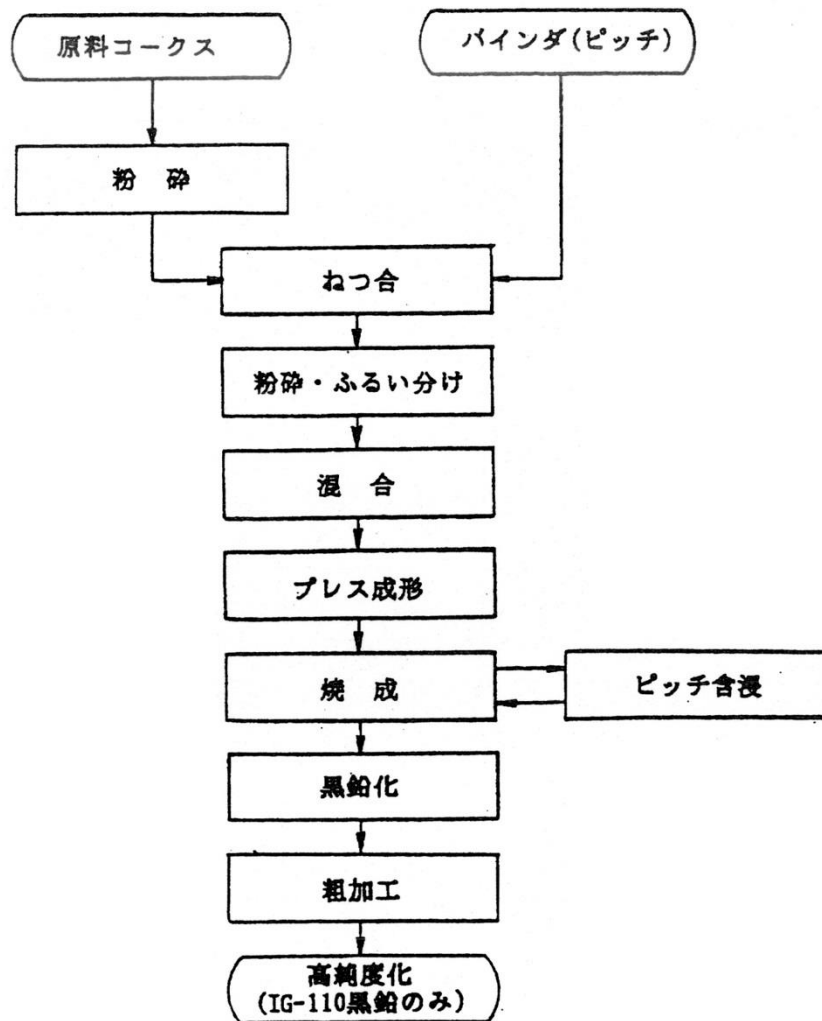 原料コークス
バインダ(ピッチ)
粉 砕
ねつ合
粉砕・ふるい分け
混 合
プレス成形
焼 成
ピッチ含浸
黒鉛化
粗加工
高純度化
(IG-110黒鉛のみ)